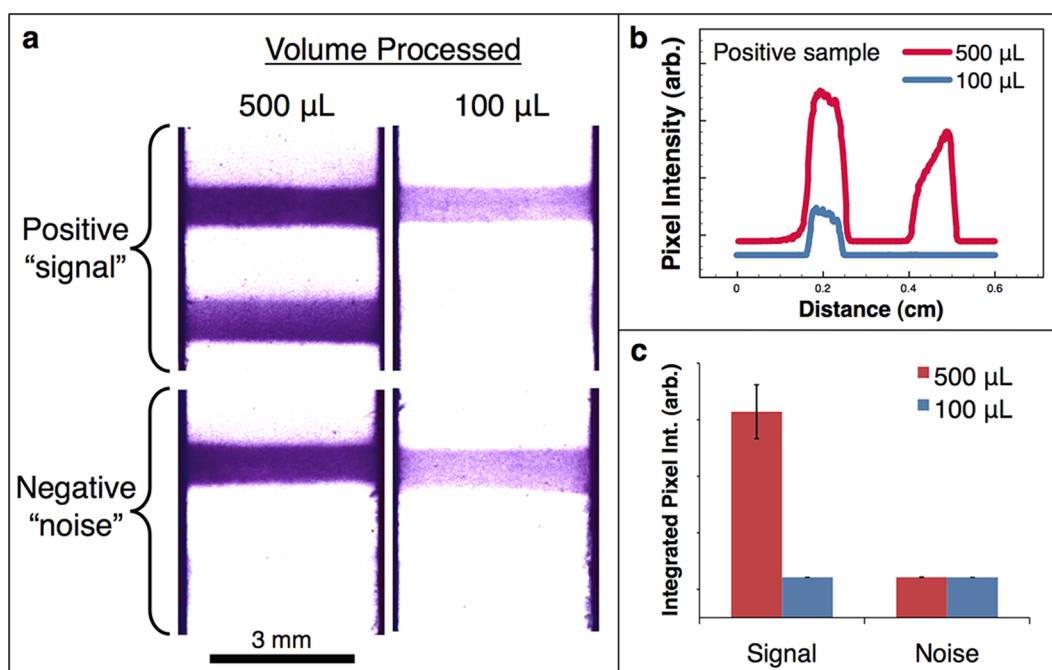 a
Volume Processed
500 µL
100 µL
Positive
“signal”
Negative
“noise”
3 mm
b
Positive sample
500 µL
100 µL
Pixel Intensity (arb.)
0
0.2
0.4
0.6
Distance (cm)
c
500 µL
100 µL
Integrated Pixel Int. (arb.)
Signal
Noise